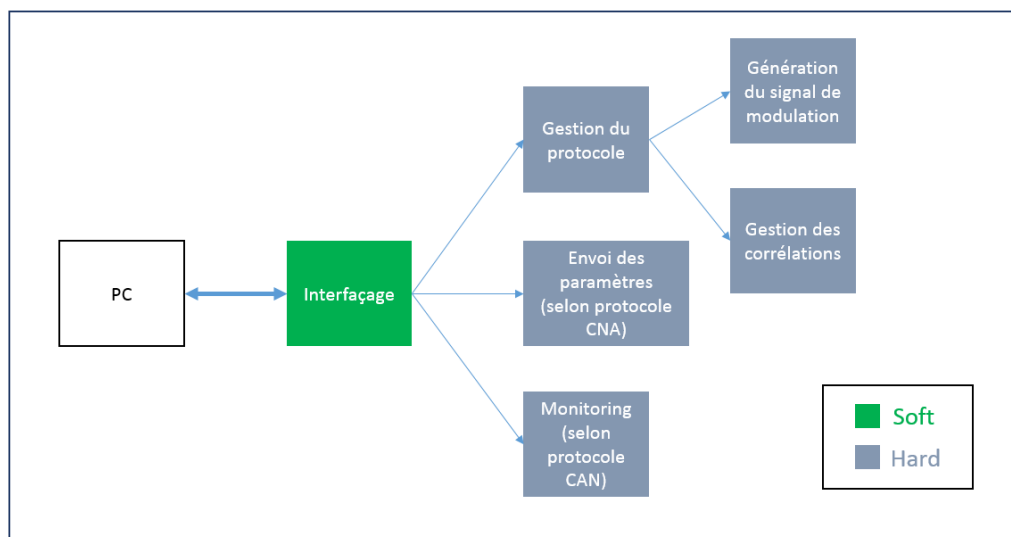 Génération
du signal de
modulation
Gestion du
protocole
Gestion des
corrélations
PC
Interfaçage
Envoi des
paramètres
(selon protocole
CNA)
Monitoring
(selon
protocole
CAN)
Soft
Hard